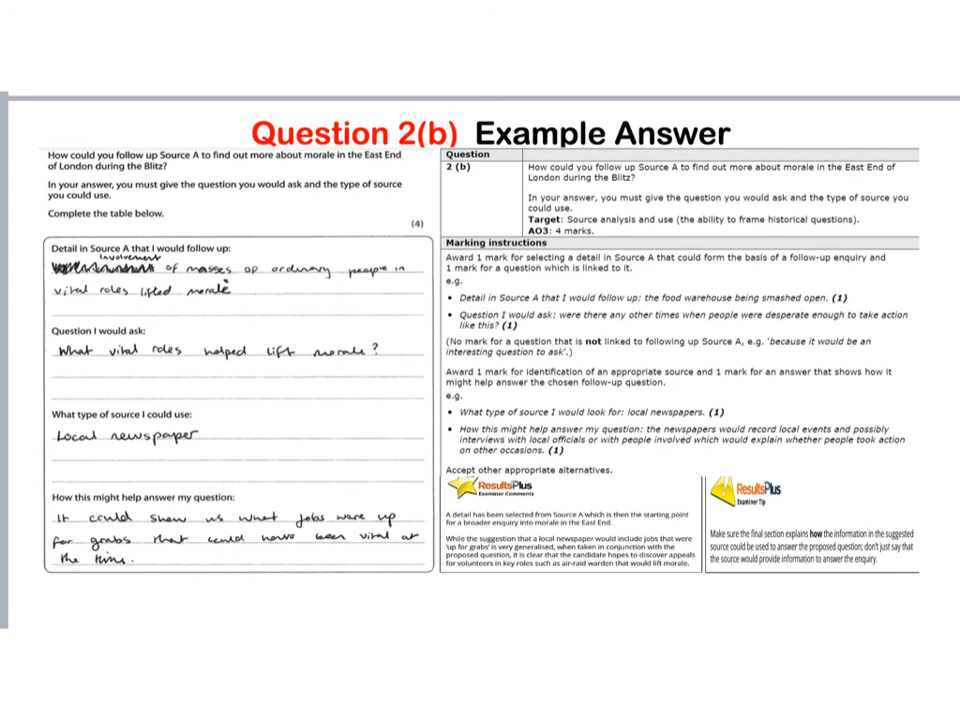 Question 2(b) Example Answer
How could you follow up Source A to find out more about morale in the East End
of London during the Blitz?
In your answer, you must give the question you would ask and the type of source
you could use.
Complete the table below.
(4)
Detail in Source A that I would follow up:
involvement
of masses of ordinary people in
vital roles lifted morale
Question I would ask:
What vital roles helped lift morale?
What type of source I could use:
Local newspaper
How this might help answer my question:
It could show us what jobs were up
for grabs that could have been vital at
the time.
Question
2 (b)
How could you follow up Source A to find out more about morale in the East End of
London during the Blitz?
In your answer, you must give the question you would ask and the type of source you
could use.
Target: Source analysis and use (the ability to frame historical questions).
AO3: 4 marks.
Marking instructions
Award 1 mark for selecting a detail in Source A that could form the basis of a follow-up enquiry and
1 mark for a question which is linked to it.
e.g.
• Detail in Source A that I would follow up: the food warehouse being smashed open. (1)
• Question I would ask: were there any other times when people were desperate enough to take action
like this? (1)
(No mark for a question that is not linked to following up Source A, e.g. 'because it would be an
interesting question to ask'.)
Award 1 mark for identification of an appropriate source and 1 mark for an answer that shows how it
might help answer the chosen follow-up question.
e.g.
• What type of source I would look for: local newspapers. (1)
• How this might help answer my question: the newspapers would record local events and possibly
interviews with local officials or with people involved which would explain whether people took action
on other occasions. (1)
Accept other appropriate alternatives.
ResultsPlus
Examiner Comments
A detail has been selected from Source A which is then the starting point
for a broader enquiry into morale in the East End.
While the suggestion that a local newspaper would include jobs that were
'up for grabs' is very generalised, when taken in conjunction with the
proposed question, it is clear that the candidate hopes to discover appeals
for volunteers in key roles such as air-raid warden that would lift morale.
ResultsPlus
Examiner Tip
Make sure the final section explains how the information in the suggested
source could be used to answer the proposed question; don't just say that
the source would provide information to answer the enquiry.